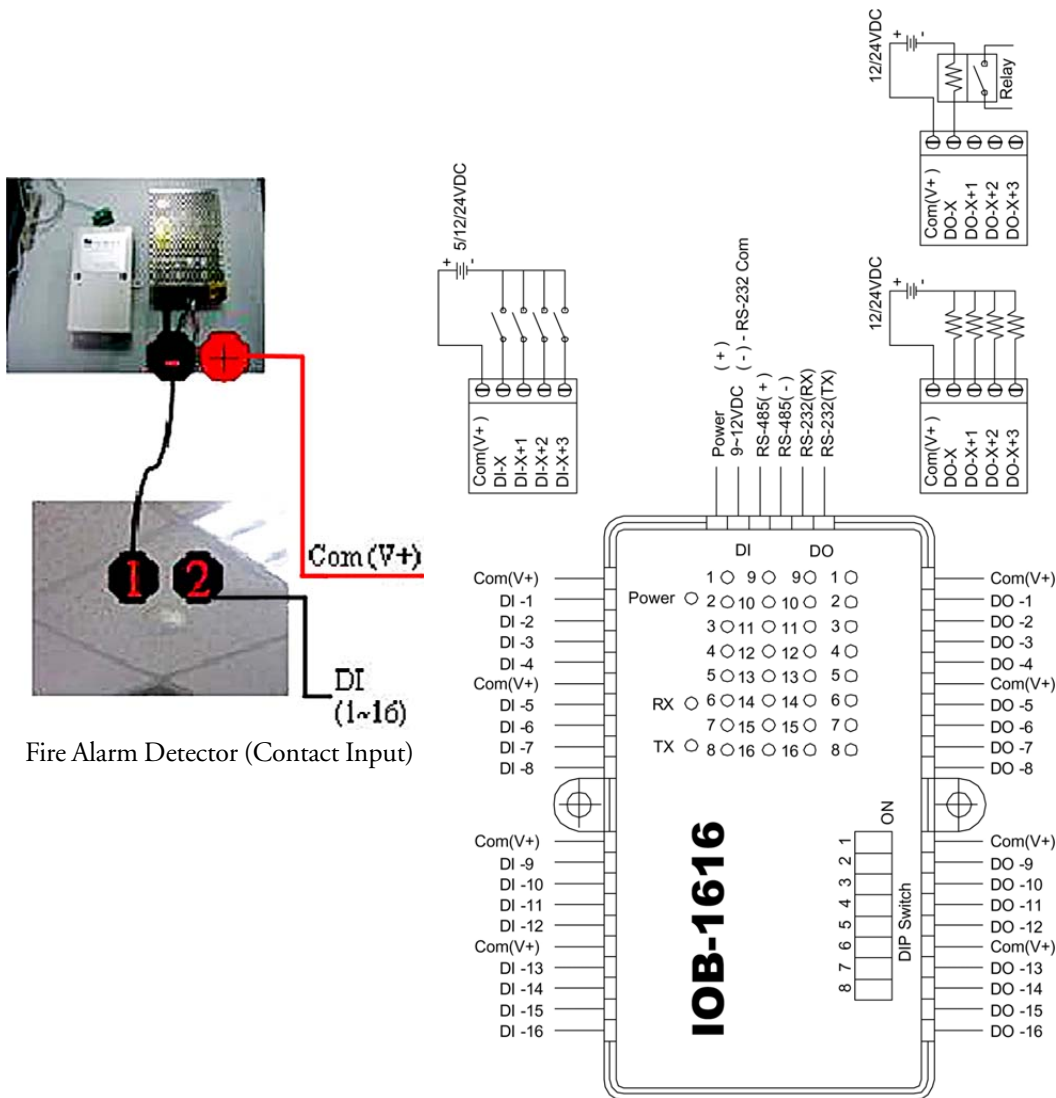 1
2
Com(V+)
DI
(1~16)
Fire Alarm Detector (Contact Input)
5/12/24VDC
+ -
Com(V+)
DI-X
DI-X+1
DI-X+2
DI-X+3
12/24VDC
+ -
Relay
Com(V+)
DO-X
DO-X+1
DO-X+2
DO-X+3
12/24VDC
+ -
Com(V+)
DO-X
DO-X+1
DO-X+2
DO-X+3
Power (+)
9~12VDC (-) - RS-232 Com
RS-485(+)
RS-485(-)
RS-232(RX)
RS-232(TX)
DI DO
1 9 9 1
Power 2 10 10 2
3 11 11 3
4 12 12 4
5 13 13 5
RX 6 14 14 6
7 15 15 7
TX 8 16 16 8
Com(V+)
DI -1
DI -2
DI -3
DI -4
Com(V+)
DI -5
DI -6
DI -7
DI -8
Com(V+)
DI -9
DI -10
DI -11
DI -12
Com(V+)
DI -13
DI -14
DI -15
DI -16
IOB-1616
ON
1
2
3
4
5
6
7
8
DIP Switch
Com(V+)
DO -1
DO -2
DO -3
DO -4
Com(V+)
DO -5
DO -6
DO -7
DO -8
Com(V+)
DO -9
DO -10
DO -11
DO -12
Com(V+)
DO -13
DO -14
DO -15
DO -16